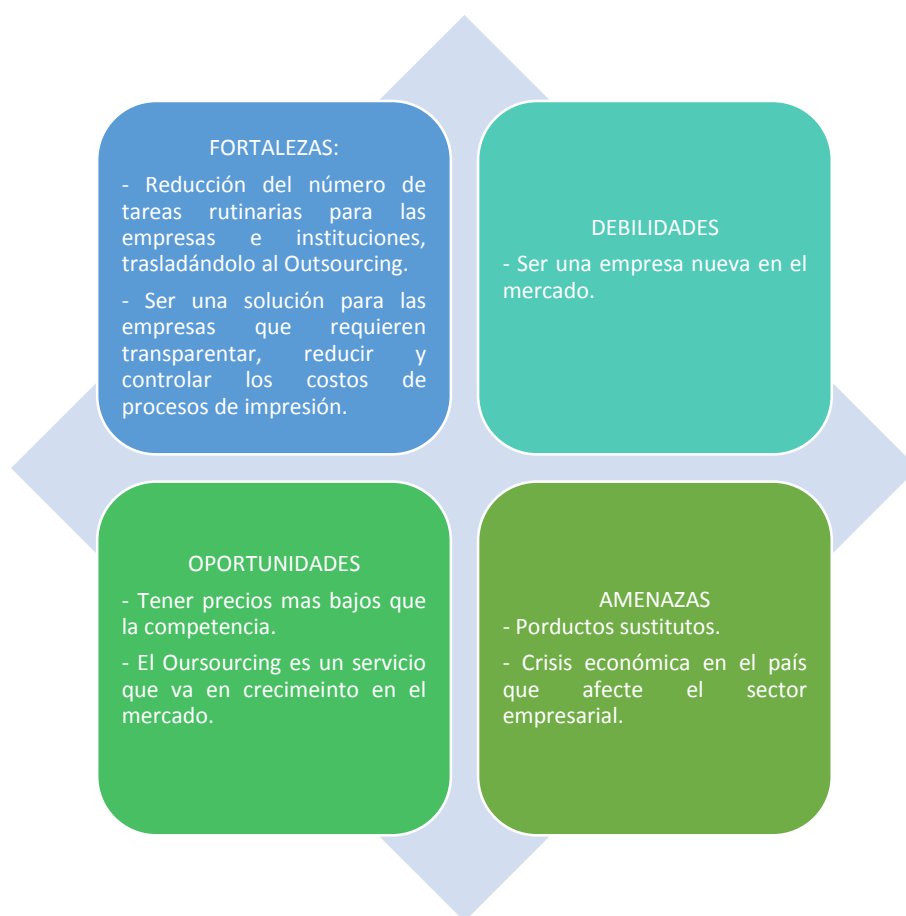 FORTALEZAS:
- Reducción del número de
tareas rutinarias para las
empresas e instituciones,
trasladándolo al Outsourcing.
- Ser una solución para las
empresas que requieren
transparentar, reducir y
controlar los costos de
procesos de impresión.
DEBILIDADES
- Ser una empresa nueva en el
mercado.
OPORTUNIDADES
- Tener precios mas bajos que
la competencia.
- El Oursourcing es un servicio
que va en crecimeinto en el
mercado.
AMENAZAS
- Porductos sustitutos.
- Crisis económica en el país
que afecte el sector
empresarial.